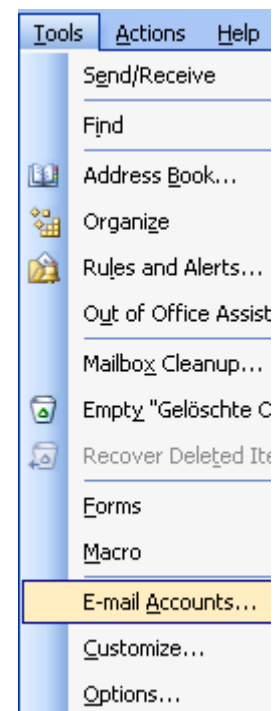 Tools Actions Help
Send/Receive
Find
Address Book...
Organize
Rules and Alerts...
Out of Office Assist
Mailbox Cleanup...
Empty "Gelöschte O
Recover Deleted Ite
Forms
Macro
E-mail Accounts...
Customize...
Options...